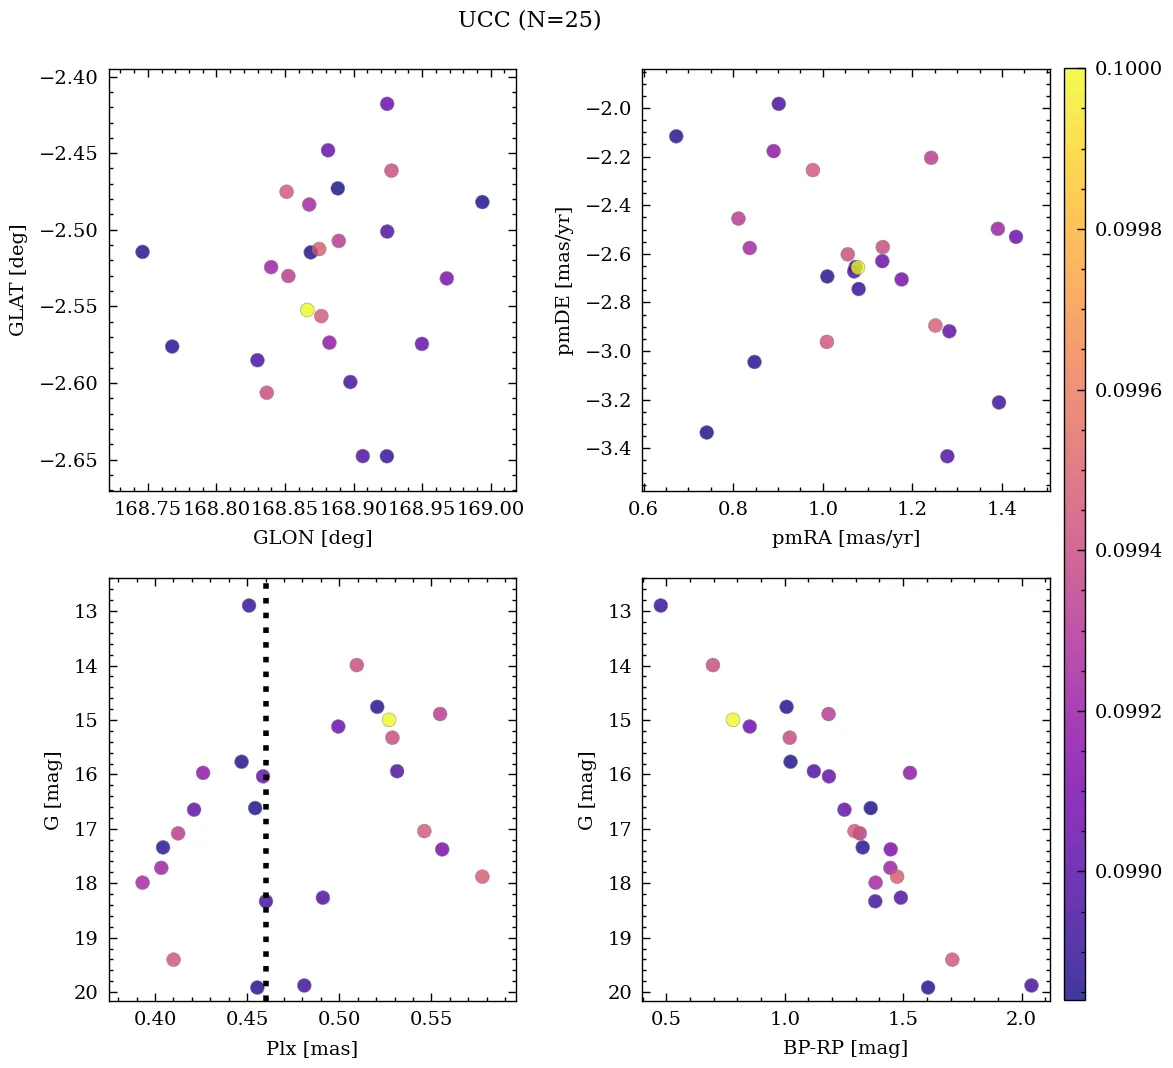 UCC (N=25)
−2.40
−2.45
−2.50
−2.55
−2.60
−2.65
GLAT [deg]
168.75 168.80 168.85 168.90 168.95 169.00
GLON [deg]
−2.0
−2.2
−2.4
−2.6
−2.8
−3.0
−3.2
−3.4
pmDE [mas/yr]
0.6 0.8 1.0 1.2 1.4
pmRA [mas/yr]
0.1000
0.0998
0.0996
0.0994
0.0992
0.0990
13
14
15
16
17
18
19
20
G [mag]
0.40 0.45 0.50 0.55
Plx [mas]
13
14
15
16
17
18
19
20
G [mag]
0.5 1.0 1.5 2.0
BP-RP [mag]